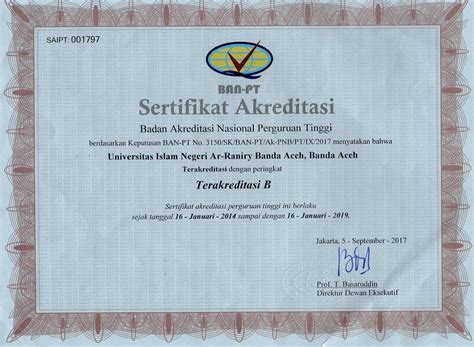 SAIPT: 001797
BAN-PT
Sertifikat Akreditasi
Badan Akreditasi Nasional Perguruan Tinggi
berdasarkan Keputusan BAN-PT No. 3150/SK/BAN-PT/Ak-PNB/PT/IX/2017 menyatakan bahwa
Universitas Islam Negeri Ar-Raniry Banda Aceh, Banda Aceh
Terakreditasi dengan peringkat
Terakreditasi B
Sertifikat akreditasi perguruan tinggi ini berlaku
sejak tanggal 16 - Januari - 2014 sampai dengan 16 - Januari - 2019.
Jakarta, 5 - September - 2017
Prof. T. Basaruddin
Direktur Dewan Eksekutif